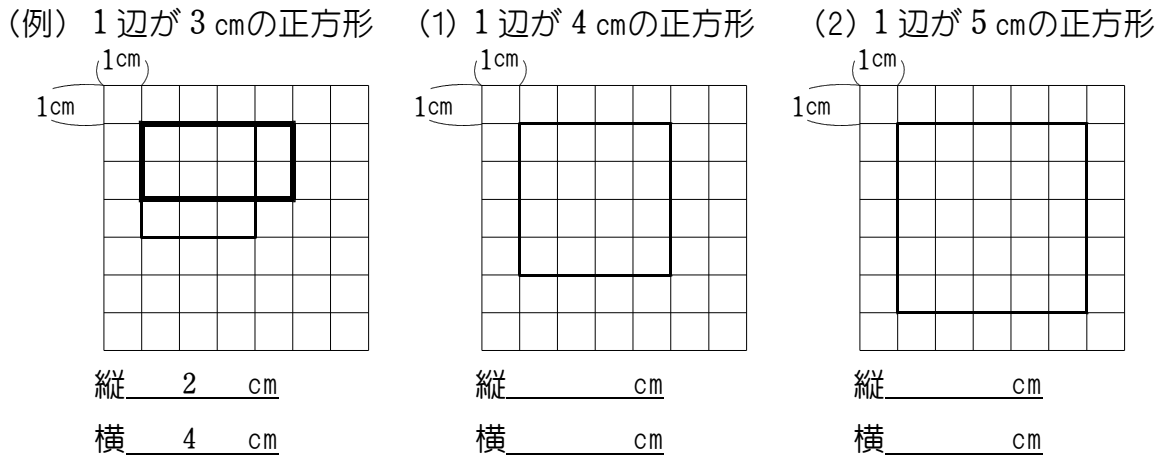 (例) 1辺が3cmの正方形
1cm
1cm
縦 2 cm
横 4 cm
(1) 1辺が4cmの正方形
1cm
1cm
縦 cm
横 cm
(2) 1辺が5cmの正方形
1cm
1cm
縦 cm
横 cm